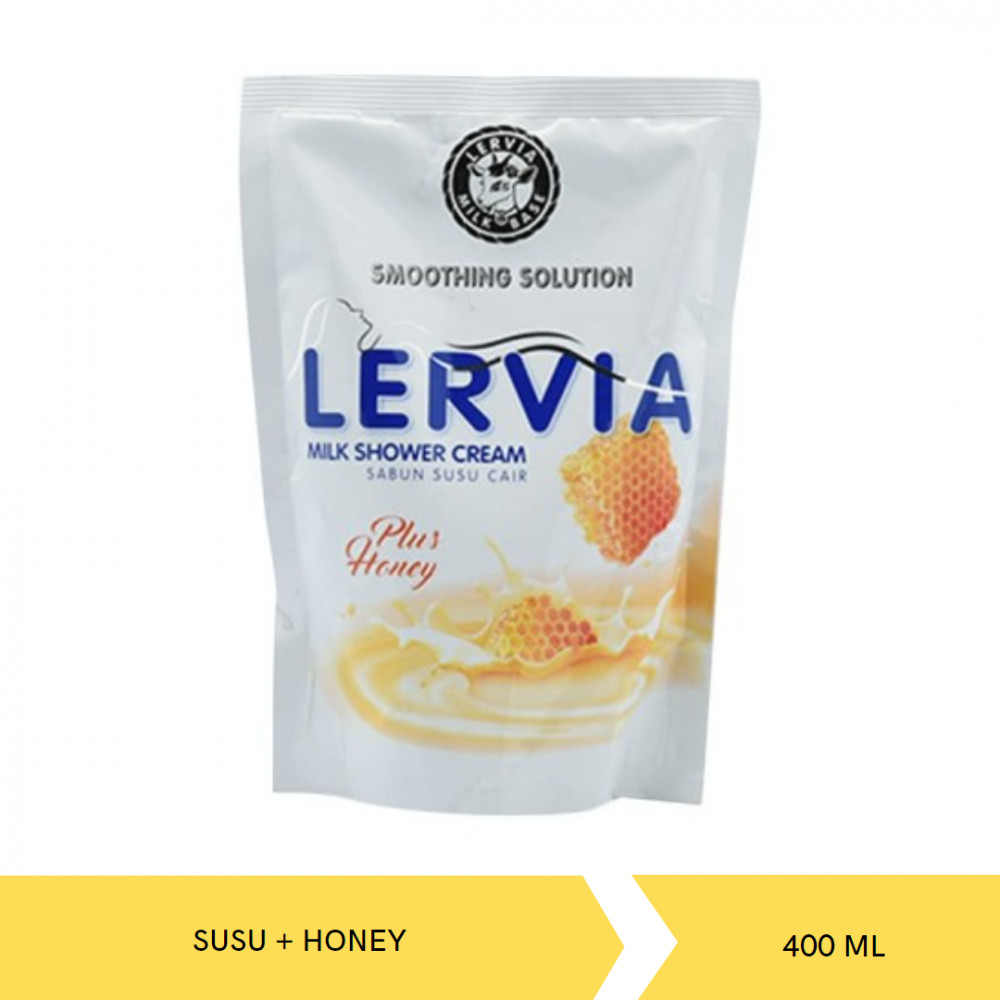 LERVIA
MILK BASE
SMOOTHING SOLUTION
LERVIA
MILK SHOWER CREAM
SABUN SUSU CAIR
Plus
Honey
SUSU + HONEY
400 ML